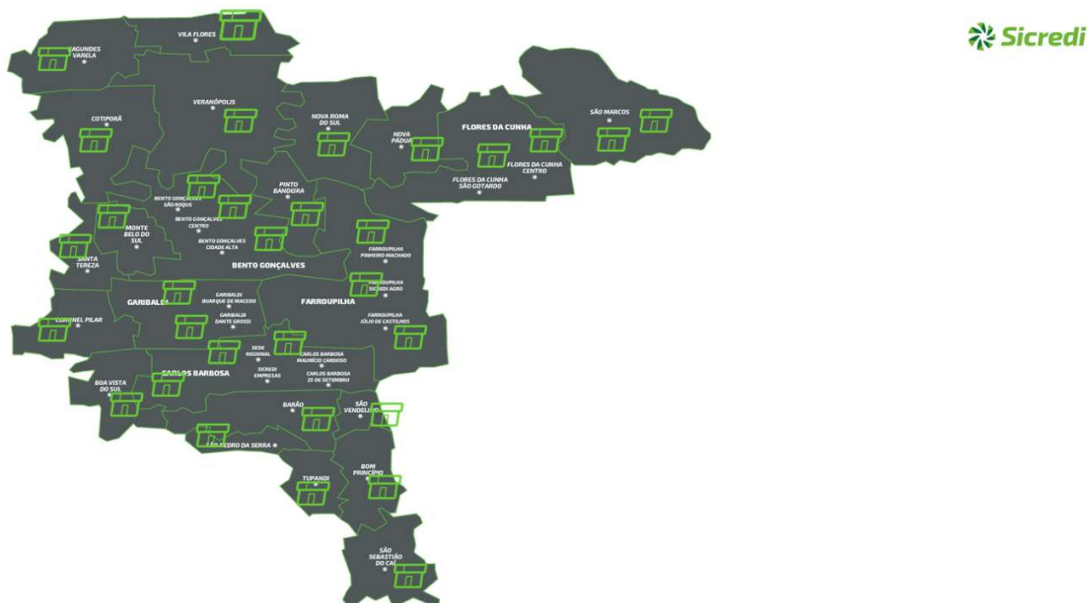 Sicredi
VILA FLORES
FAGUNDES
VARELA
VERANÓPOLIS
COTIPORÃ
NOVA ROMA
DO SUL
NOVA
PÁDUA
FLORES DA CUNHA
SÃO MARCOS
FLORES DA CUNHA
CENTRO
FLORES DA CUNHA
SÃO GOTARDO
PINTO
BANDEIRA
BENTO GONÇALVES
SÃO ROQUE
BENTO GONÇALVES
CENTRO
BENTO GONÇALVES
CIDADE ALTA
MONTE
BELO DO
SUL
SANTA
TEREZA
BENTO GONÇALVES
FARROUPILHA
PINHEIRO MACHADO
FARROUPILHA
SICREDI AGRO
FARROUPILHA
FARROUPILHA
JÚLIO DE CASTILHOS
GARIBALDI
GARIBALDI
BUARQUE DE MACEDO
GARIBALDI
DANTE GROSSI
CORONEL PILAR
SEDE
REGIONAL
SICREDI
EMPRESAS
CARLOS BARBOSA
MAURÍCIO CARDOSO
CARLOS BARBOSA
25 DE SETEMBRO
CARLOS BARBOSA
BOA VISTA
DO SUL
BARÃO
SÃO
VENDELINO
SÃO PEDRO DA SERRA
TUPANDI
BOM
PRINCÍPIO
SÃO
SEBASTIÃO
DO CAÍ